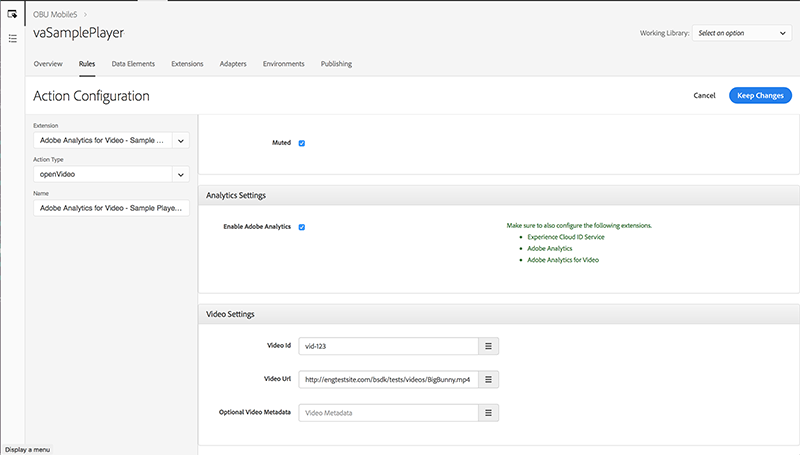 OBU Mobile5 >
vaSamplePlayer
Working Library: Select an option
Overview Rules Data Elements Extensions Adapters Environments Publishing
Action Configuration
Cancel Keep Changes
Extension
Adobe Analytics for Video - Sample ...
Action Type
openVideo
Name
Adobe Analytics for Video - Sample Playe...
Muted
Analytics Settings
Enable Adobe Analytics
Make sure to also configure the following extensions.
• Experience Cloud ID Service
• Adobe Analytics
• Adobe Analytics for Video
Video Settings
Video Id vid-123
Video Url http://engtestsite.com/bsdk/tests/videos/BigBunny.mp4
Optional Video Metadata Video Metadata
Display a menu